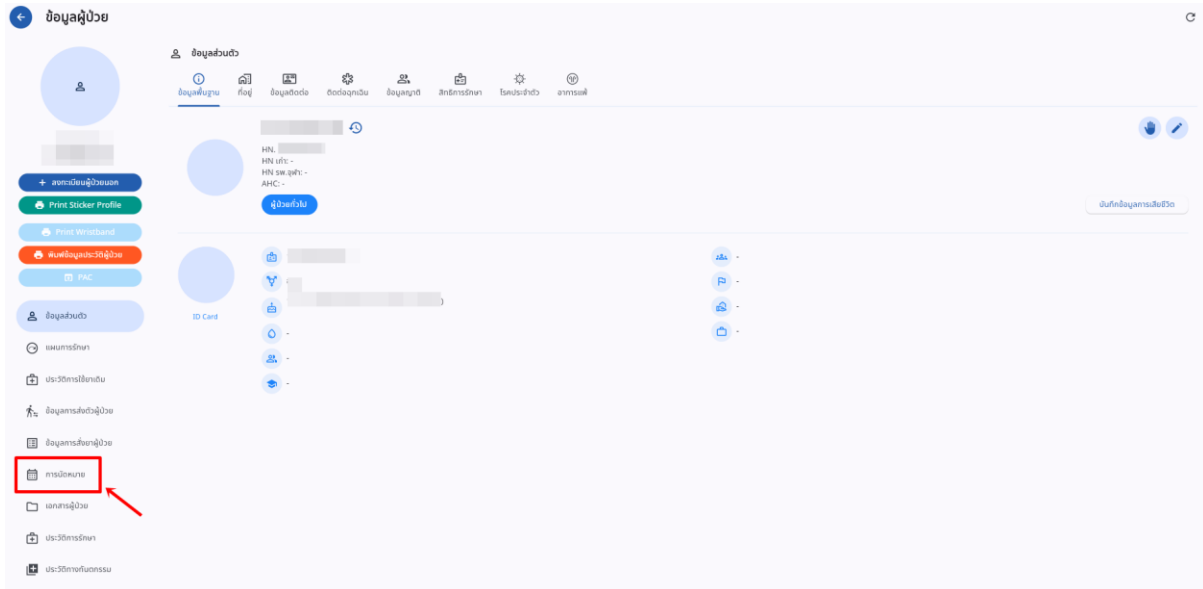 ข้อมูลผู้ป่วย
ข้อมูลส่วนตัว
ข้อมูลพื้นฐาน ที่อยู่ ข้อมูลติดต่อ ติดต่อฉุกเฉิน ข้อมูลญาติ สิทธิการรักษา โรคประจำตัว อาการแพ้
HN.
HN เก่า: -
HN รพ.จุฬา: -
AHC: -
ผู้ป่วยทั่วไป
บันทึกข้อมูลการเสียชีวิต
+ ลงทะเบียนผู้ป่วยนอก
Print Sticker Profile
Print Wristband
พิมพ์ข้อมูลประวัติผู้ป่วย
PAC
ID Card
)
-
-
-
-
-
-
-
ข้อมูลส่วนตัว
แผนการรักษา
ประวัติการใช้ยาเดิม
ข้อมูลการส่งตัวผู้ป่วย
ข้อมูลการสั่งยาผู้ป่วย
การนัดหมาย
เอกสารผู้ป่วย
ประวัติการรักษา
ประวัติทางทันตกรรม